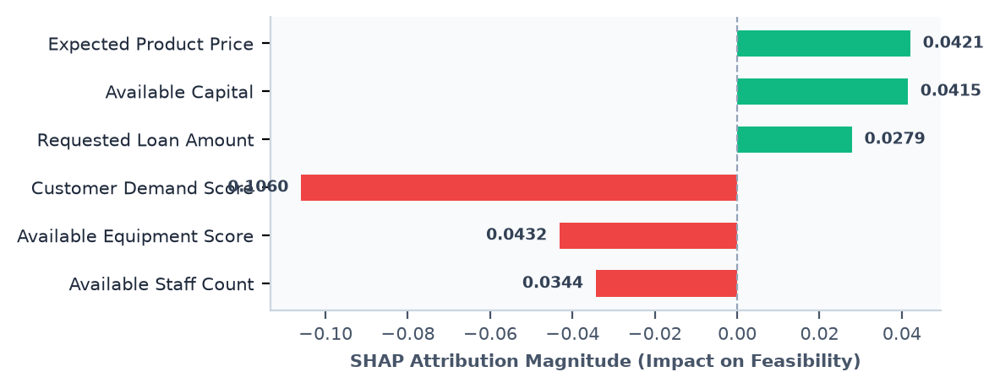 Expected Product Price 0.0421
Available Capital 0.0415
Requested Loan Amount 0.0279
Customer Demand Score 0.1060
Available Equipment Score 0.0432
Available Staff Count 0.0344
−0.10 −0.08 −0.06 −0.04 −0.02 0.00 0.02 0.04
SHAP Attribution Magnitude (Impact on Feasibility)